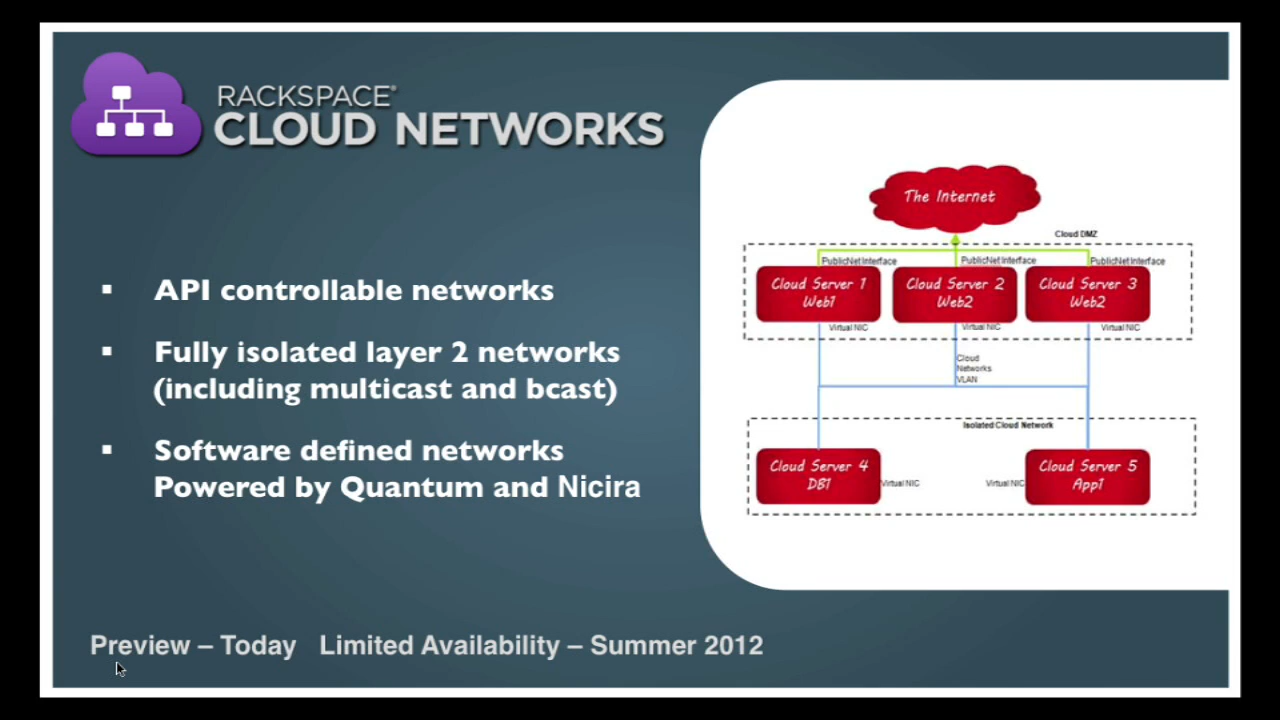 RACKSPACE®
CLOUD NETWORKS
▪ API controllable networks
▪ Fully isolated layer 2 networks
(including multicast and bcast)
▪ Software defined networks
Powered by Quantum and Nicira
Preview – Today Limited Availability – Summer 2012
The Internet
Cloud DMZ
PublicNet Interface PublicNet Interface PublicNet Interface
Cloud Server 1
Web1
Cloud Server 2
Web2
Cloud Server 3
Web2
Virtual NIC Virtual NIC Virtual NIC
Cloud
Networks
VLAN
Isolated Cloud Network
Cloud Server 4
DB1
Virtual NIC
Virtual NIC
Cloud Server 5
App1